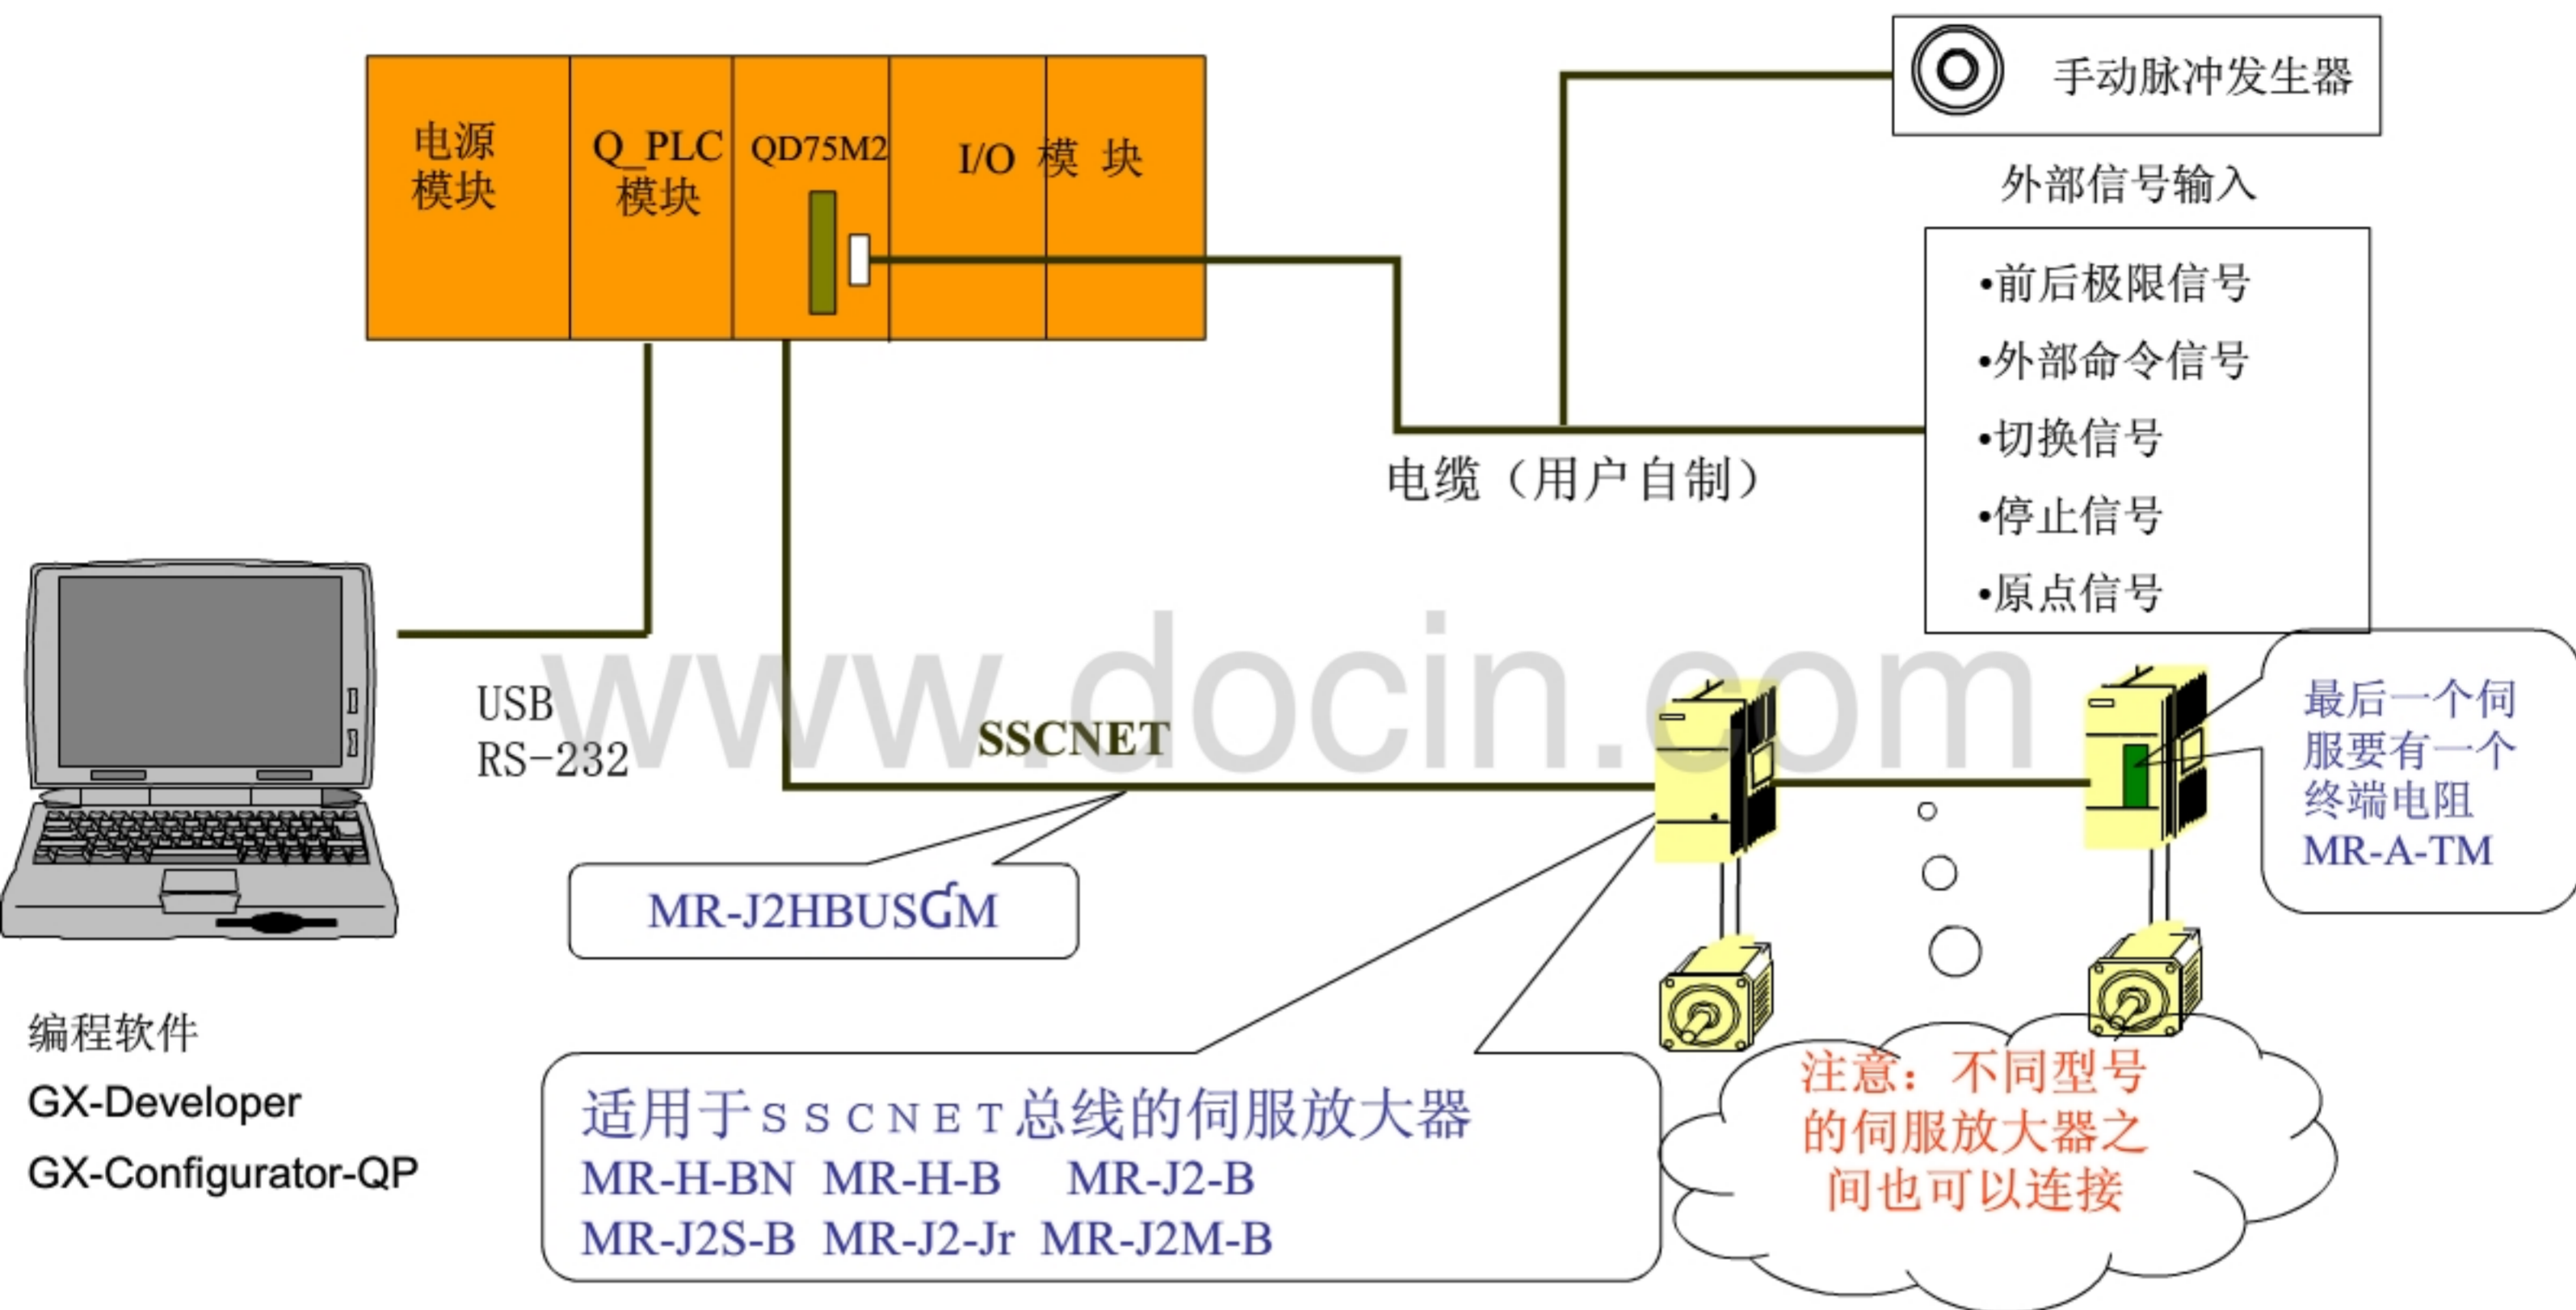 电源
模块
Q_PLC
模块
QD75M2
I/O 模 块
手动脉冲发生器
外部信号输入
•前后极限信号
•外部命令信号
•切换信号
•停止信号
•原点信号
电缆（用户自制）
USB
RS-232
SSCNET
www.docin.com
最后一个伺
服要有一个
终端电阻
MR-A-TM
MR-J2HBUSGM
编程软件
GX-Developer
GX-Configurator-QP
适用于ＳＳＣＮＥＴ总线的伺服放大器
MR-H-BN MR-H-B MR-J2-B
MR-J2S-B MR-J2-Jr MR-J2M-B
注意：不同型号
的伺服放大器之
间也可以连接